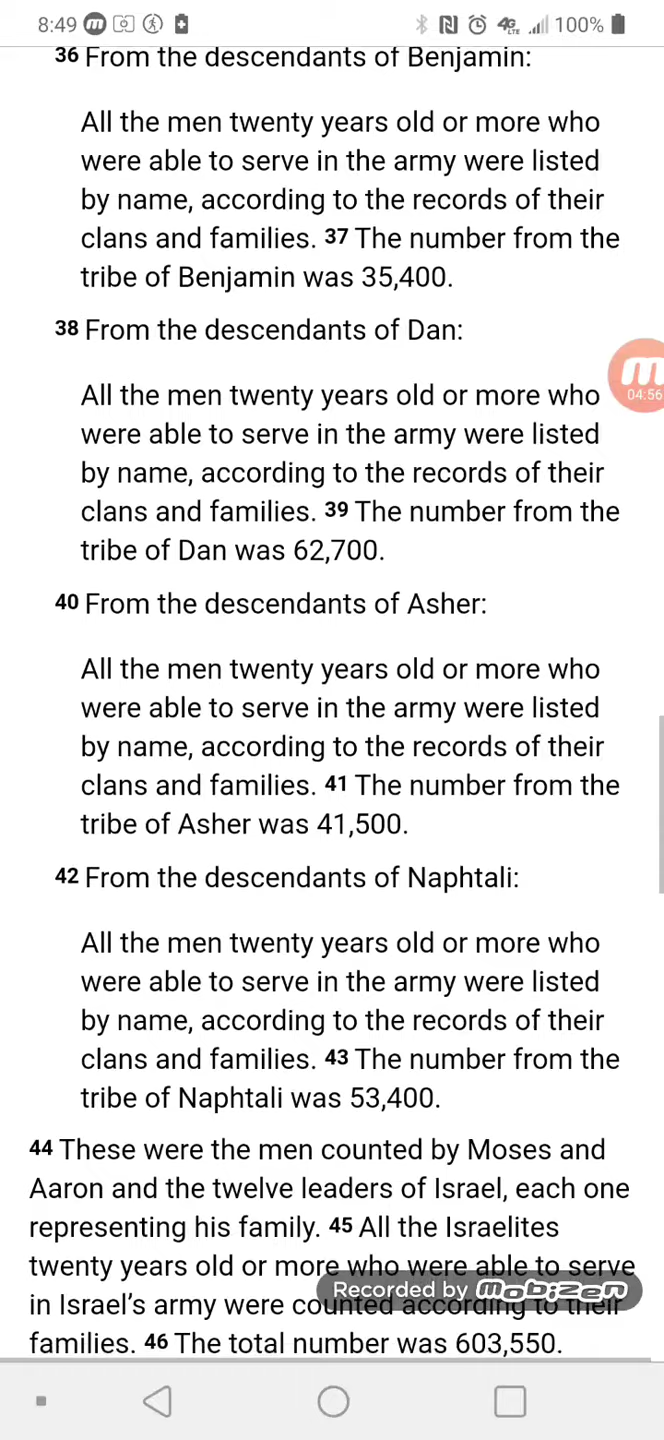 8:49 m 4G LTE 100%
36 From the descendants of Benjamin:
All the men twenty years old or more who
were able to serve in the army were listed
by name, according to the records of their
clans and families. 37 The number from the
tribe of Benjamin was 35,400.
38 From the descendants of Dan:
m
04:56
All the men twenty years old or more who
were able to serve in the army were listed
by name, according to the records of their
clans and families. 39 The number from the
tribe of Dan was 62,700.
40 From the descendants of Asher:
All the men twenty years old or more who
were able to serve in the army were listed
by name, according to the records of their
clans and families. 41 The number from the
tribe of Asher was 41,500.
42 From the descendants of Naphtali:
All the men twenty years old or more who
were able to serve in the army were listed
by name, according to the records of their
clans and families. 43 The number from the
tribe of Naphtali was 53,400.
44 These were the men counted by Moses and
Aaron and the twelve leaders of Israel, each one
representing his family. 45 All the Israelites
twenty years old or more who were able to serve
Recorded by mobizen
in Israel's army were counted according to their
families. 46 The total number was 603,550.